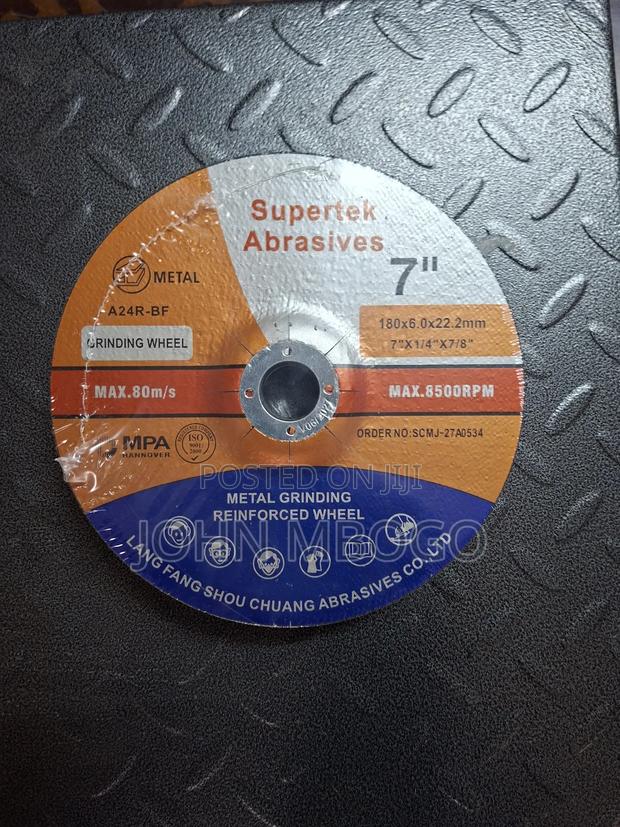 Supertek
Abrasives
7"
METAL
A24R-BF
180x6.0x22.2mm
7"X1/4"X7/8"
GRINDING WHEEL
MAX.80m/s
MAX.8500RPM
MPA
HANNOVER
ISO
9001
2000
ORDER NO:SCMJ-27A0534
POSTED ON JIJI
METAL GRINDING
REINFORCED WHEEL
JOHN MBOGO
LANG FANG SHOU CHUANG ABRASIVES CO.,LTD